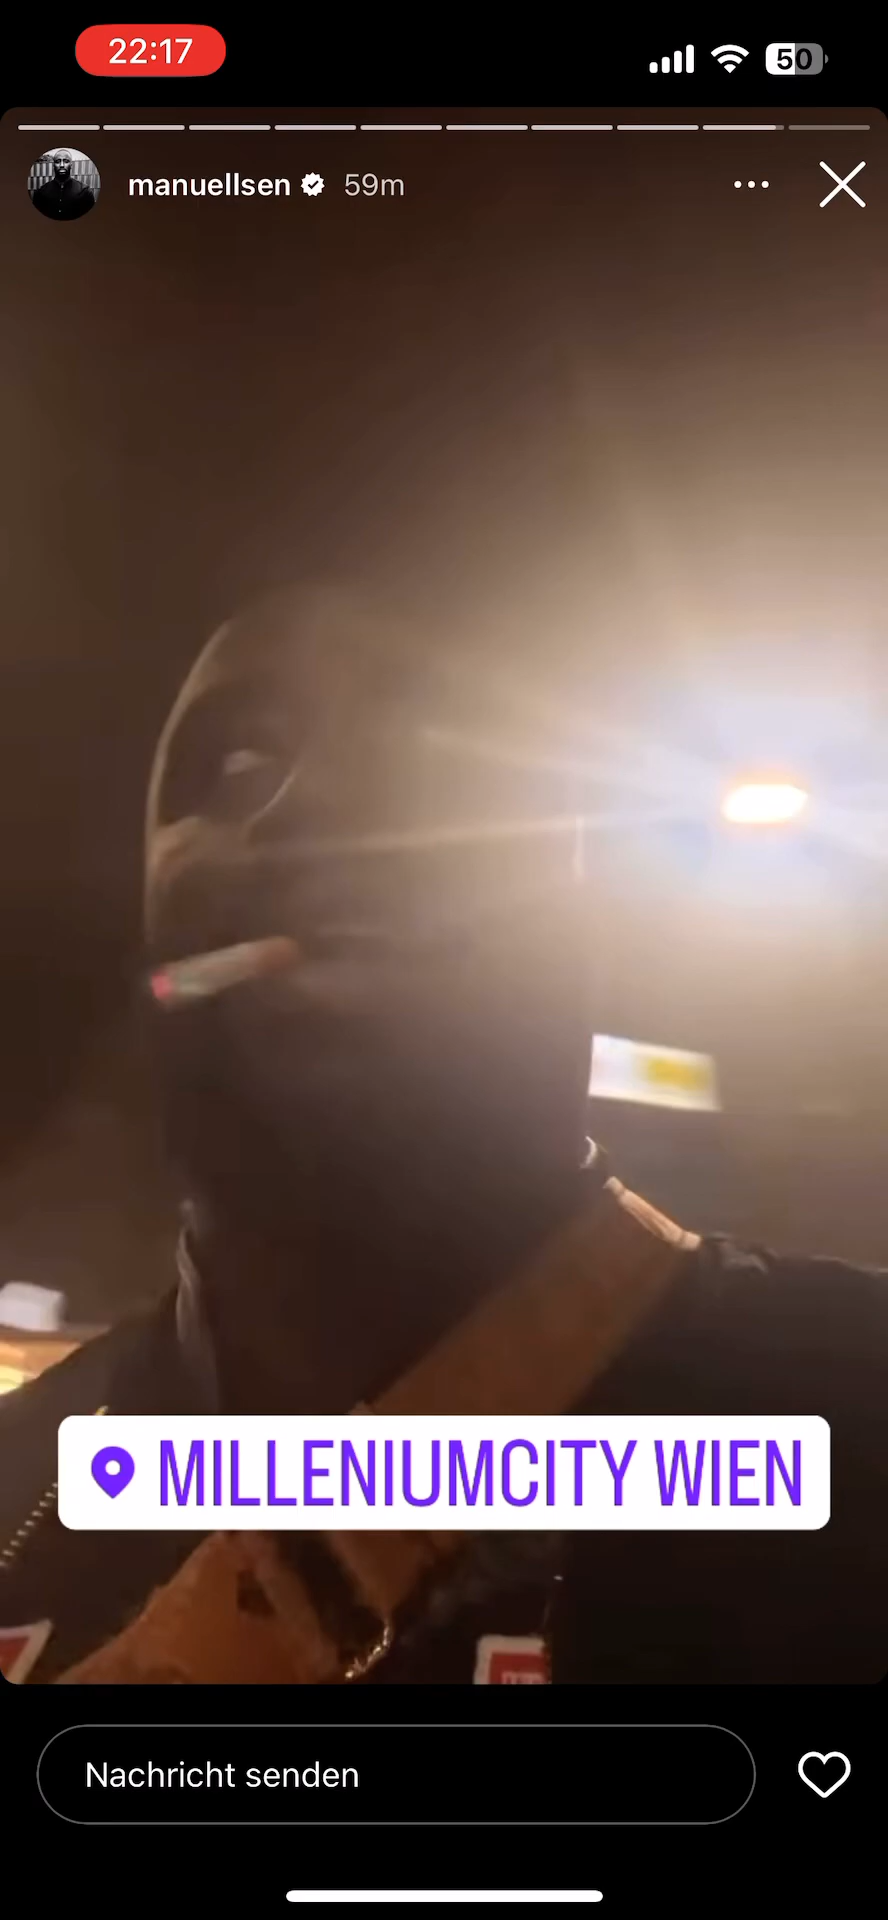 22:17
50
manuellsen 59m
MILLENIUMCITY WIEN
Nachricht senden